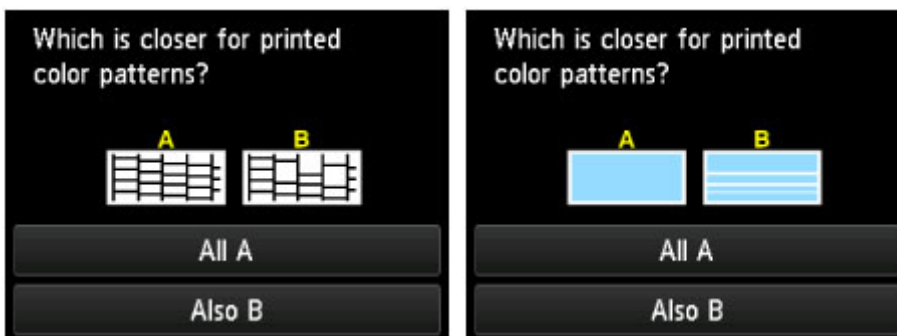 Which is closer for printed
color patterns?
A B
All A
Also B
Which is closer for printed
color patterns?
A B
All A
Also B